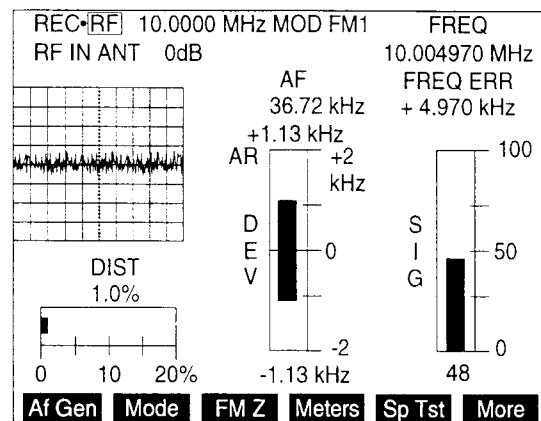 REC•RF 10.0000 MHz MOD FM1 FREQ
RF IN ANT 0dB 10.004970 MHz
AF FREQ ERR
36.72 kHz + 4.970 kHz
+1.13 kHz
AR +2 100
kHz
DEV 0 SIG 50
DIST
1.0%
-2 0
0 10 20% -1.13 kHz 48
Af Gen Mode FM Z Meters Sp Tst More